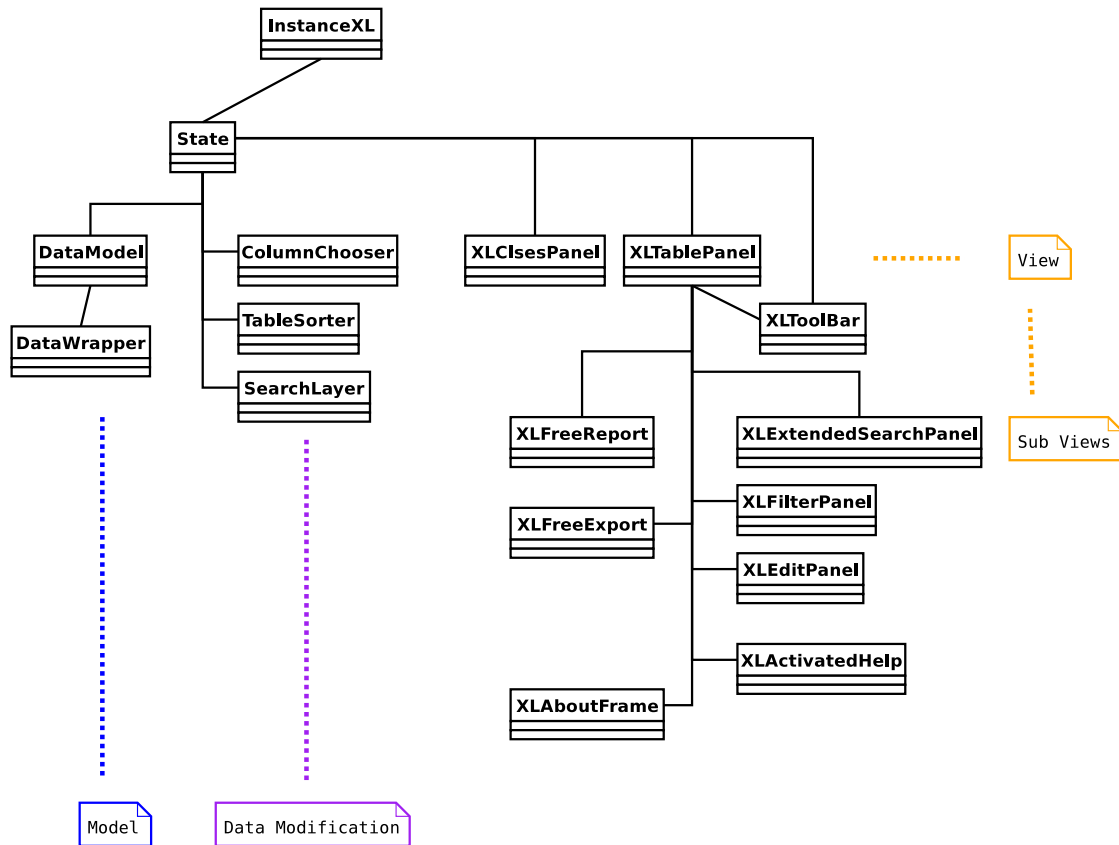 InstanceXL
State
DataModel
ColumnChooser
XLClsesPanel
XLTablePanel
View
DataWrapper
TableSorter
XLToolBar
SearchLayer
XLFreeReport
XLExtendedSearchPanel
Sub Views
XLFreeExport
XLFilterPanel
XLEditPanel
XLActivatedHelp
XLAboutFrame
Model
Data Modification